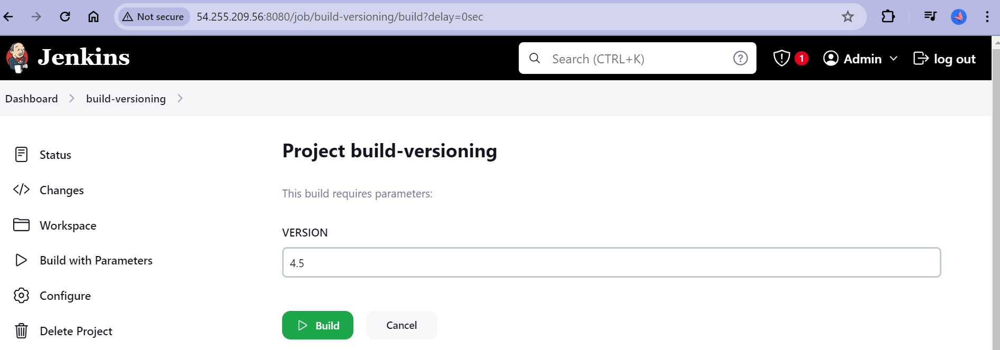 Not secure 54.255.209.56:8080/job/build-versioning/build?delay=0sec
Jenkins
Search (CTRL+K) ?
1
Admin
log out
Dashboard
build-versioning
Status
Changes
Workspace
Build with Parameters
Configure
Delete Project
Project build-versioning
This build requires parameters:
VERSION
4.5
Build
Cancel